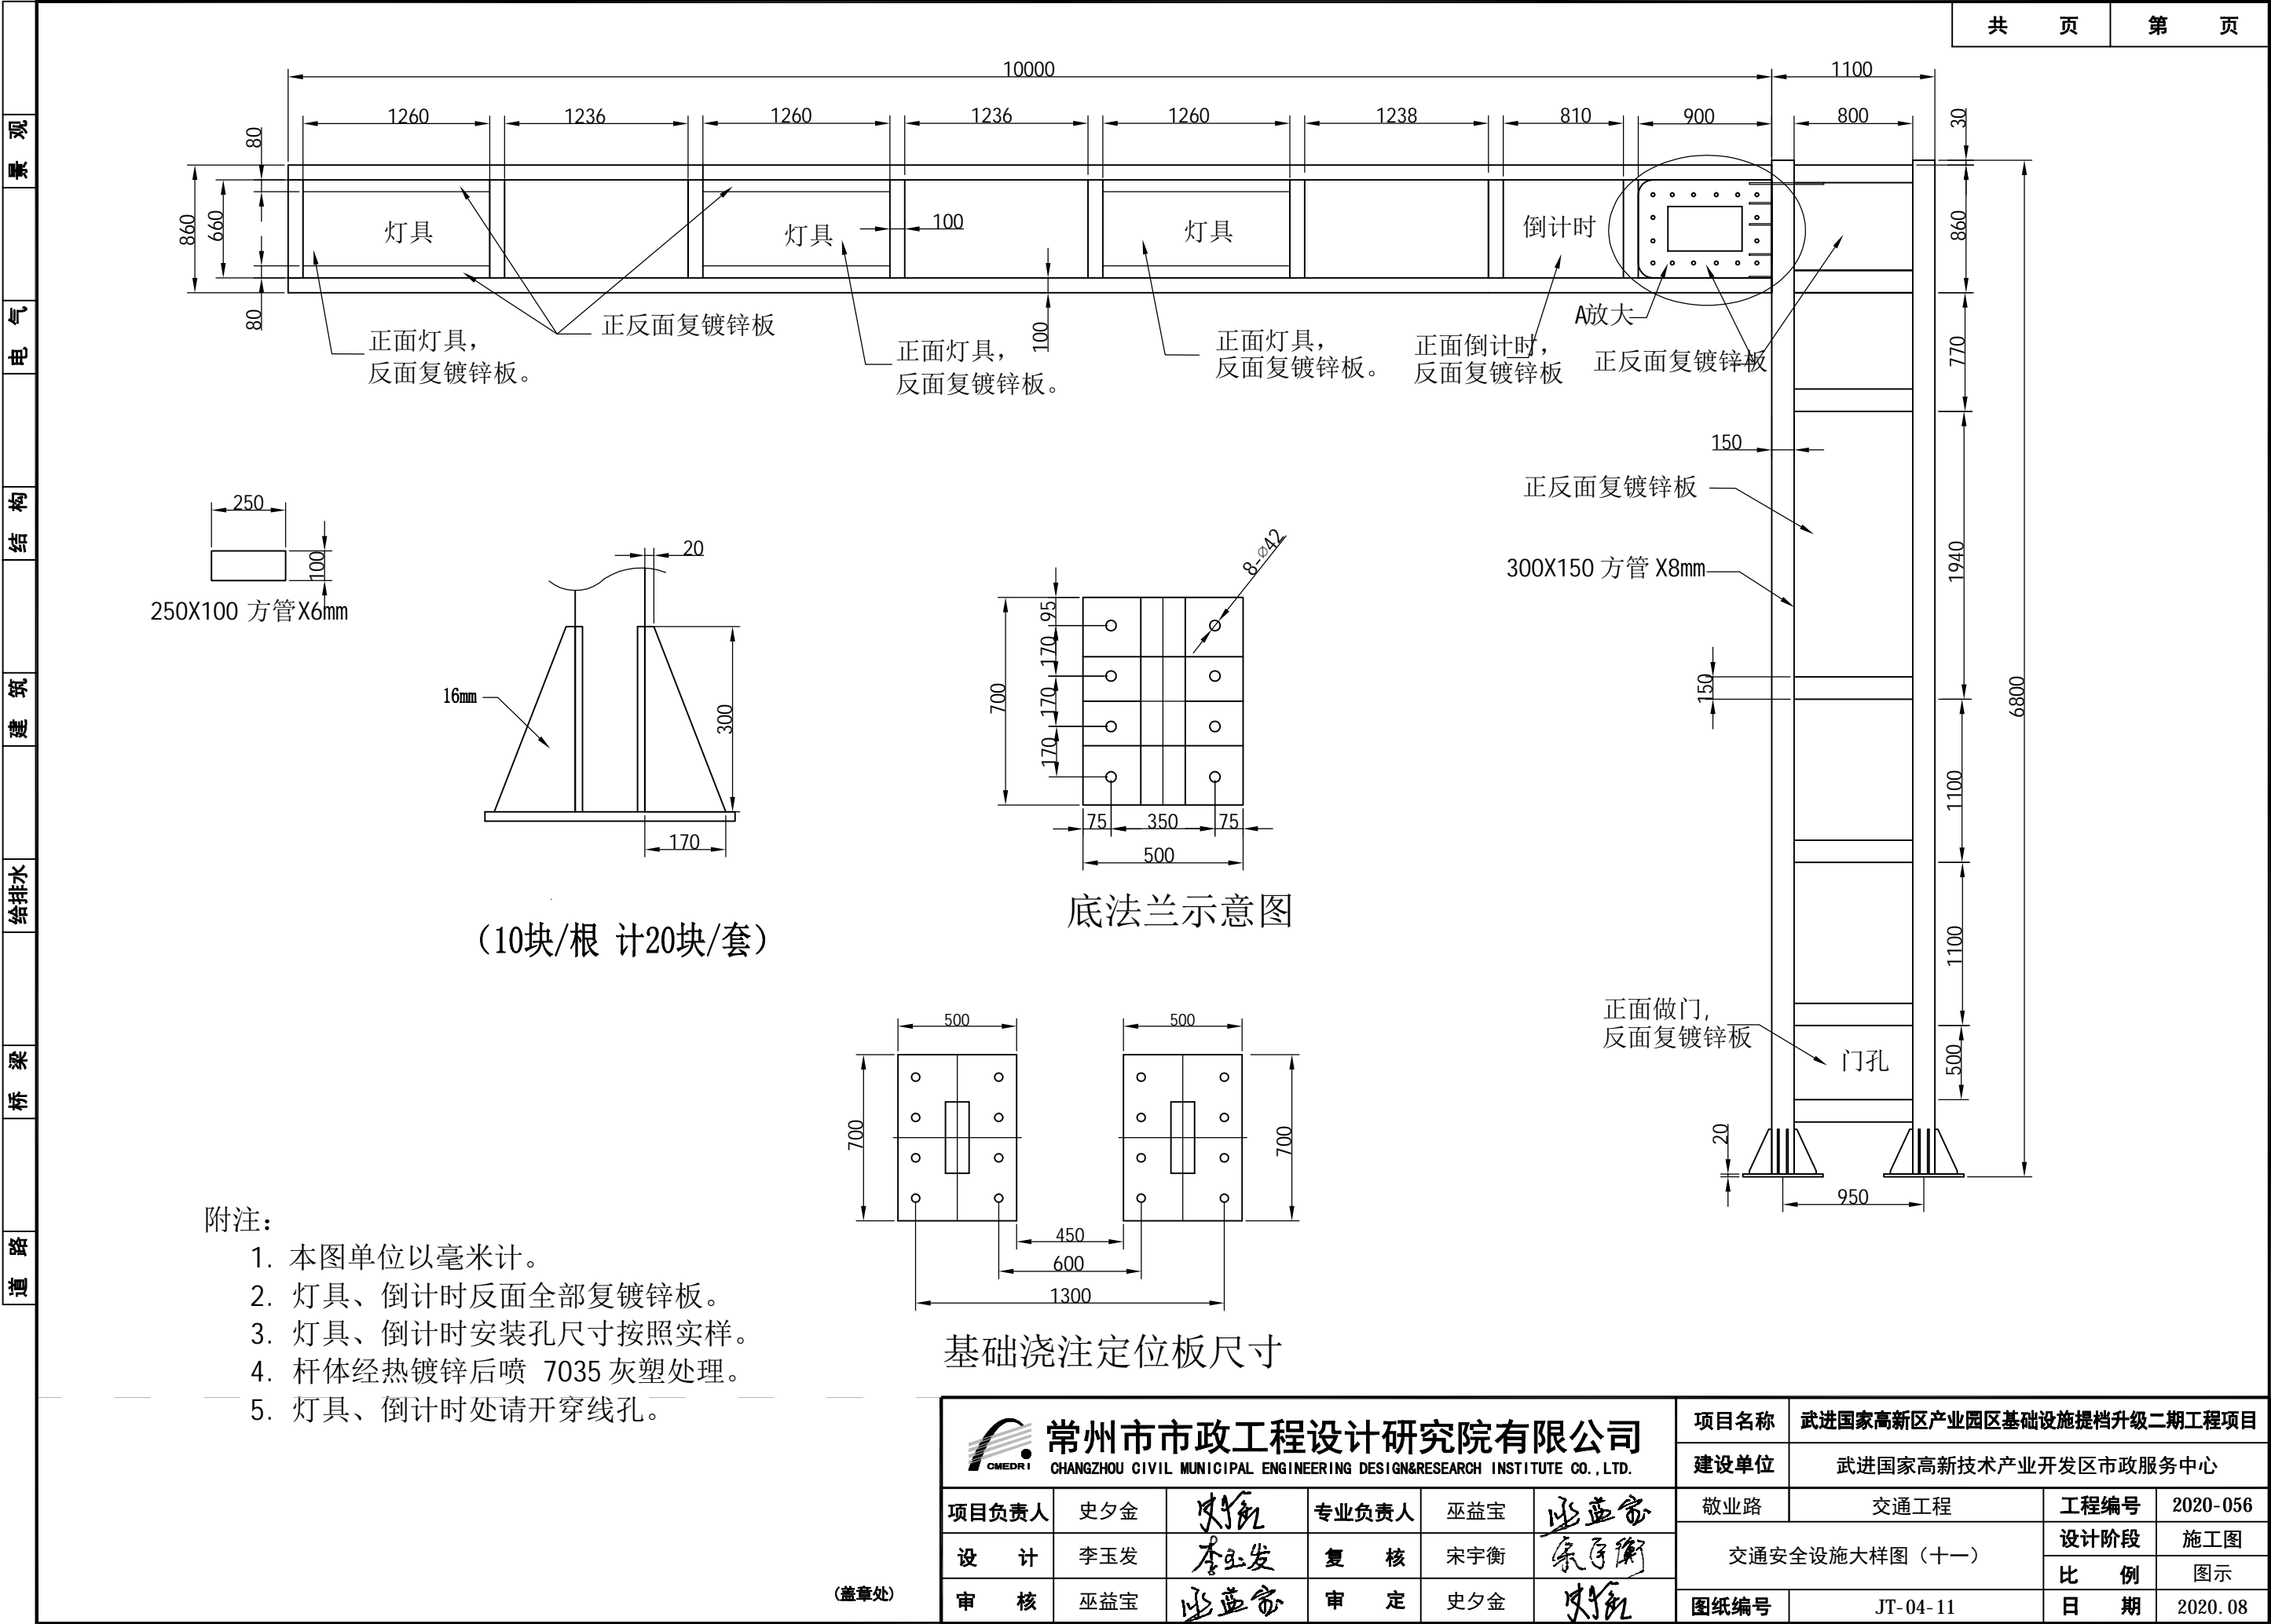 共 页 第 页
景 观
电 气
结 构
建 筑
给排水
桥 梁
道 路
10000
1100
1260
1236
1260
1236
1260
1238
810
900
800
30
80
860
660
80
灯具
灯具
100
灯具
倒计时
860
100
正反面复镀锌板
正面灯具，
反面复镀锌板。
正面灯具，
反面复镀锌板。
正面灯具，
反面复镀锌板。
正面倒计时，
反面复镀锌板
A放大
正反面复镀锌板
770
150
正反面复镀锌板
300X150 方管 X8mm
1940
150
6800
1100
1100
正面做门,
反面复镀锌板
门孔
500
20
950
250
100
250X100 方管X6mm
20
16mm
300
170
（10块/根 计20块/套）
8-⌀42
95
170
170
170
700
75
350
75
500
底法兰示意图
500
500
700
700
450
600
1300
基础浇注定位板尺寸
附注：
1. 本图单位以毫米计。
2. 灯具、倒计时反面全部复镀锌板。
3. 灯具、倒计时安装孔尺寸按照实样。
4. 杆体经热镀锌后喷 7035 灰塑处理。
5. 灯具、倒计时处请开穿线孔。
(盖章处)
CMEDRI
常州市市政工程设计研究院有限公司
CHANGZHOU CIVIL MUNICIPAL ENGINEERING DESIGN&RESEARCH INSTITUTE CO.,LTD.
项目名称 武进国家高新区产业园区基础设施提档升级二期工程项目
建设单位 武进国家高新技术产业开发区市政服务中心
项目负责人 史夕金 史夕金 专业负责人 巫益宝 巫益宝
敬业路 交通工程 工程编号 2020-056
设 计 李玉发 李玉发 复 核 宋宇衡 宋宇衡
交通安全设施大样图（十一）
设计阶段 施工图
比 例 图示
审 核 巫益宝 巫益宝 审 定 史夕金 史夕金
图纸编号 JT-04-11 日 期 2020.08